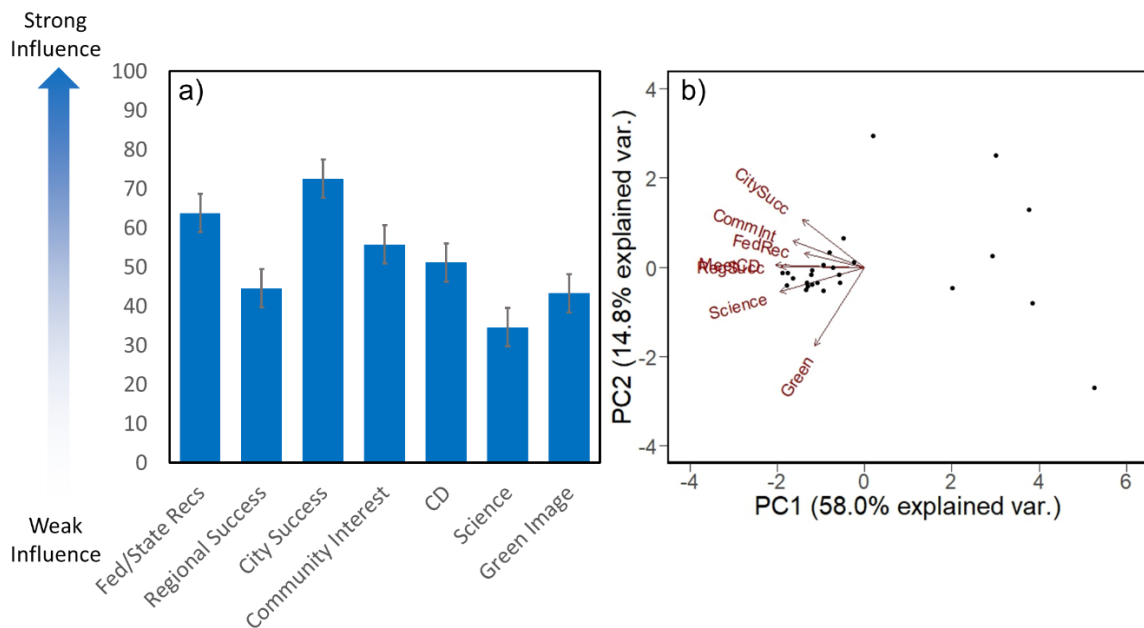 Strong
Influence
Weak
Influence
a)
100
90
80
70
60
50
40
30
20
10
0
Fed/State Recs
Regional Success
City Success
Community Interest
CD
Science
Green Image
b)
PC2 (14.8% explained var.)
4
2
0
-2
-4
CitySucc
CommInt
FedRec
RegSucc
Science
Green
-4
-2
0
2
4
6
PC1 (58.0% explained var.)